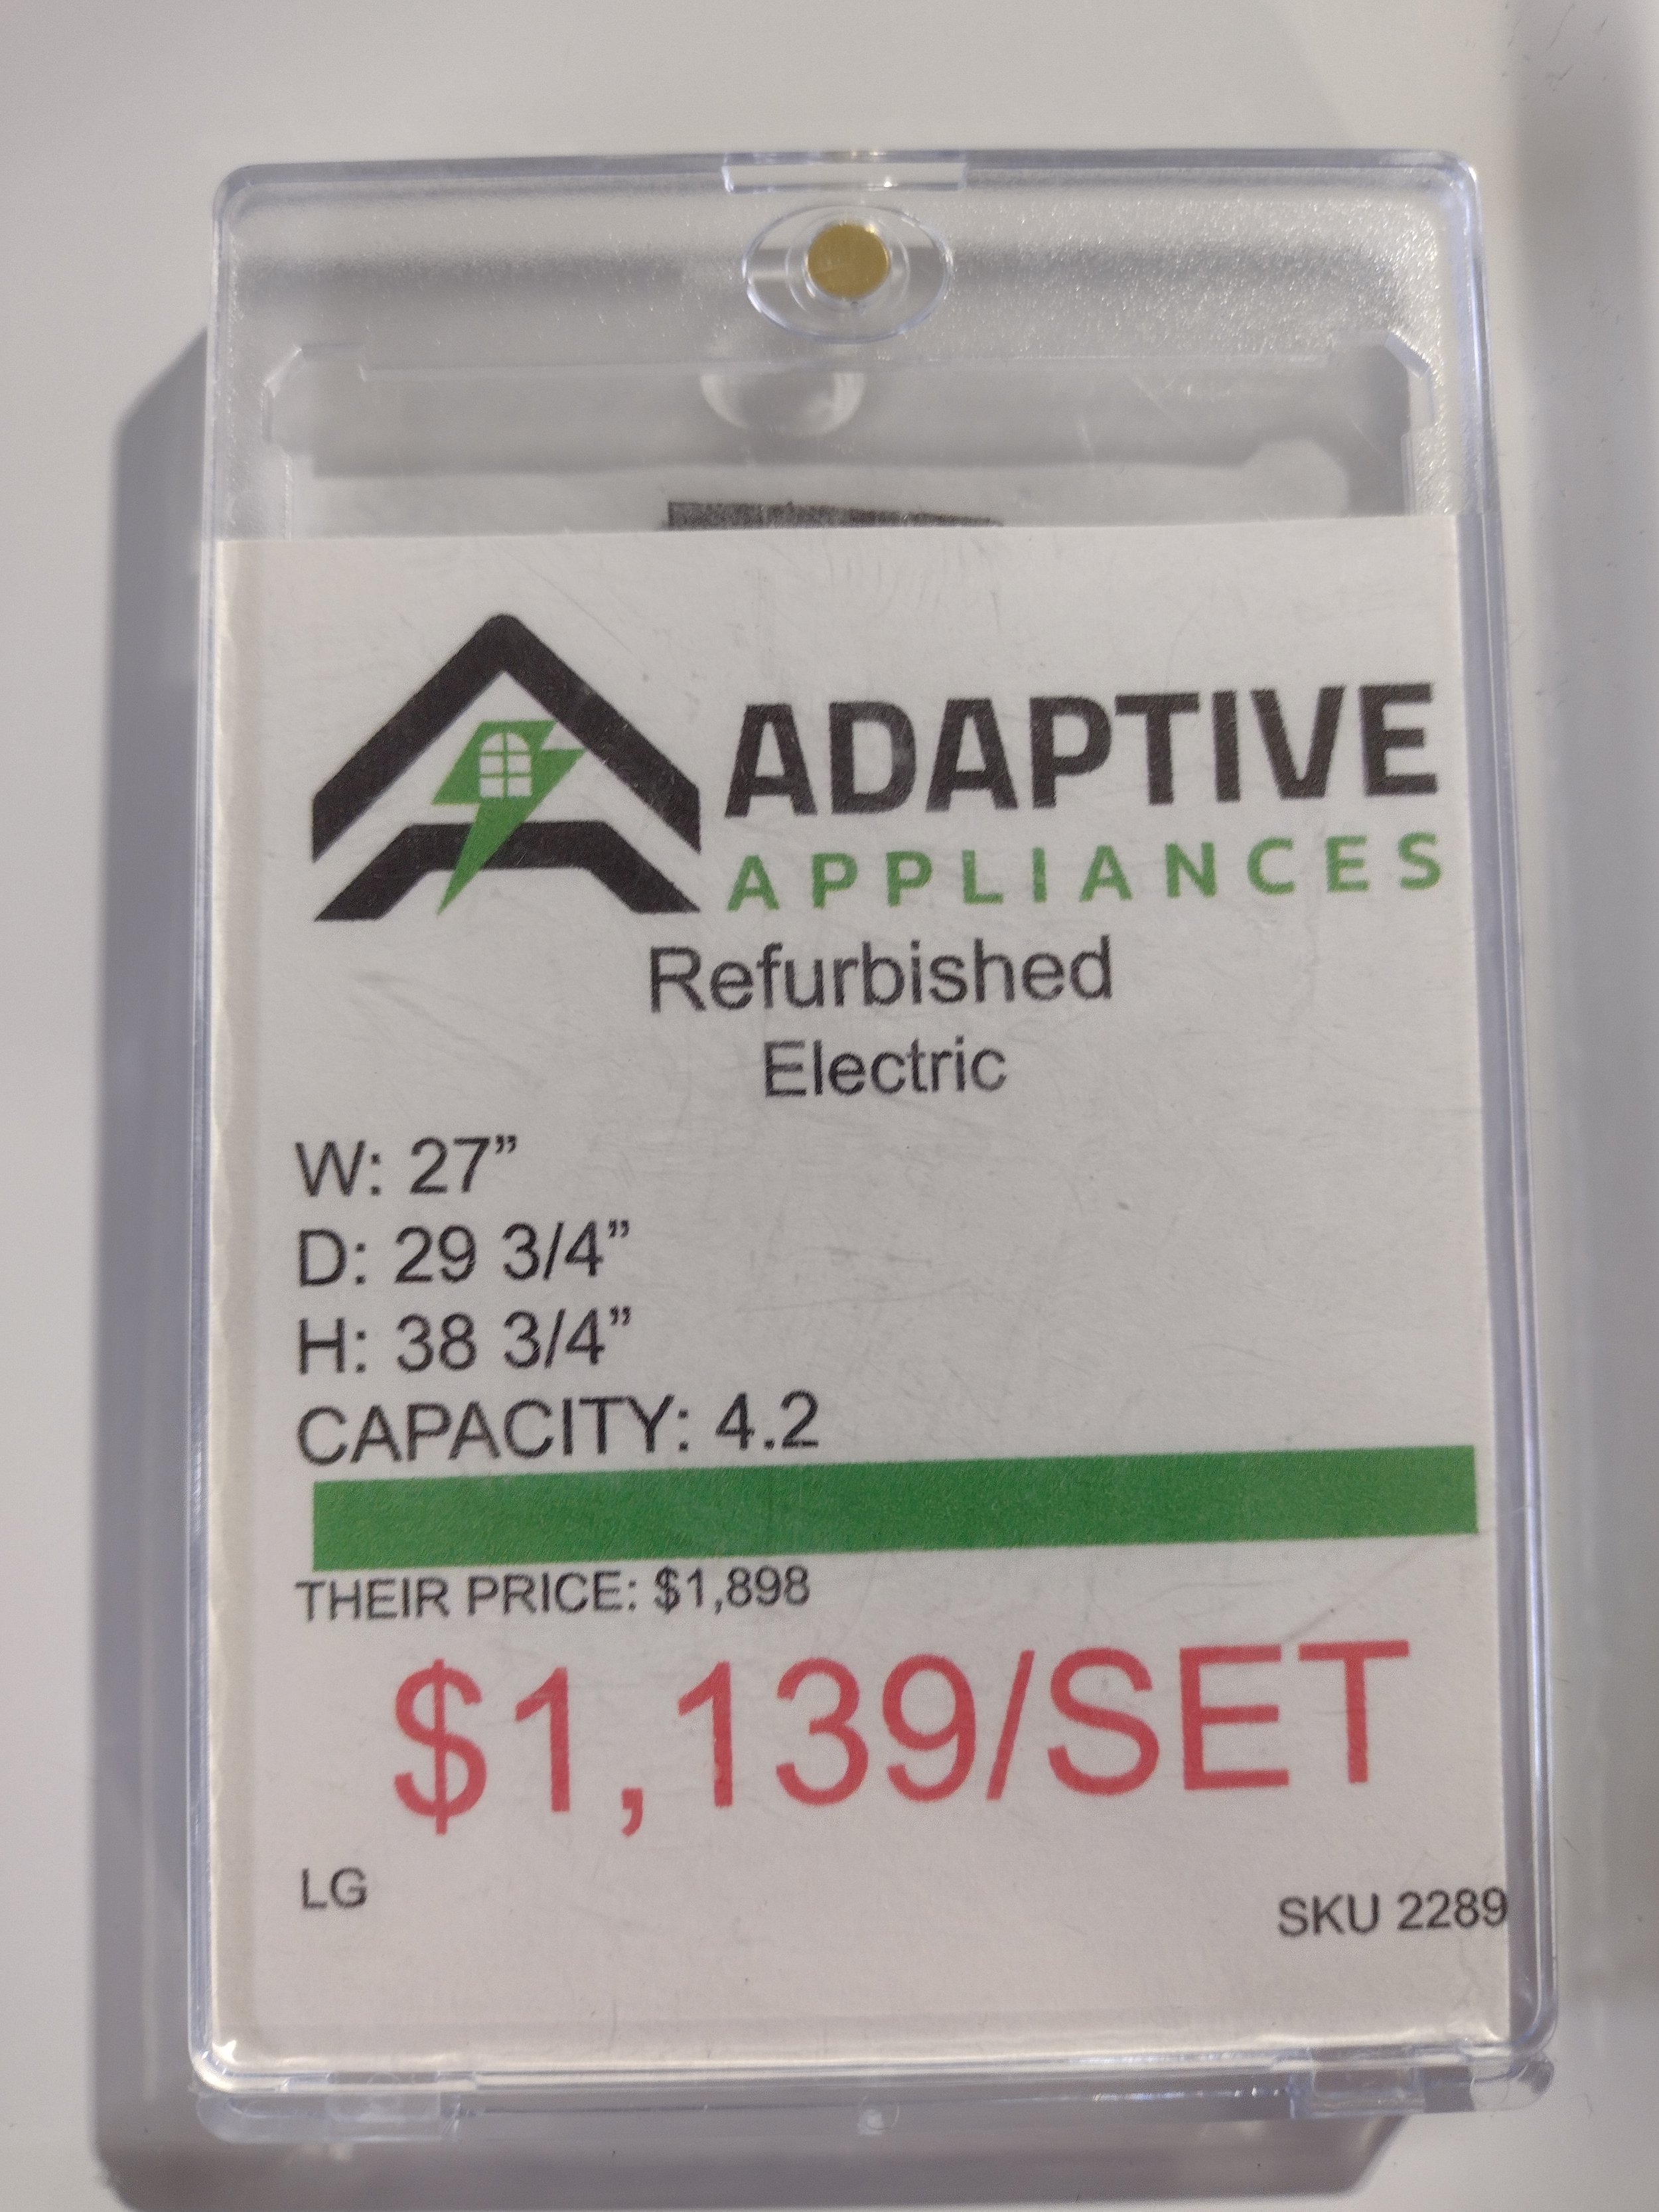 ADAPTIVE
APPLIANCES
Refurbished
Electric
W: 27”
D: 29 3/4”
H: 38 3/4”
CAPACITY: 4.2
THEIR PRICE: $1,898
$1,139/SET
LG
SKU 2289